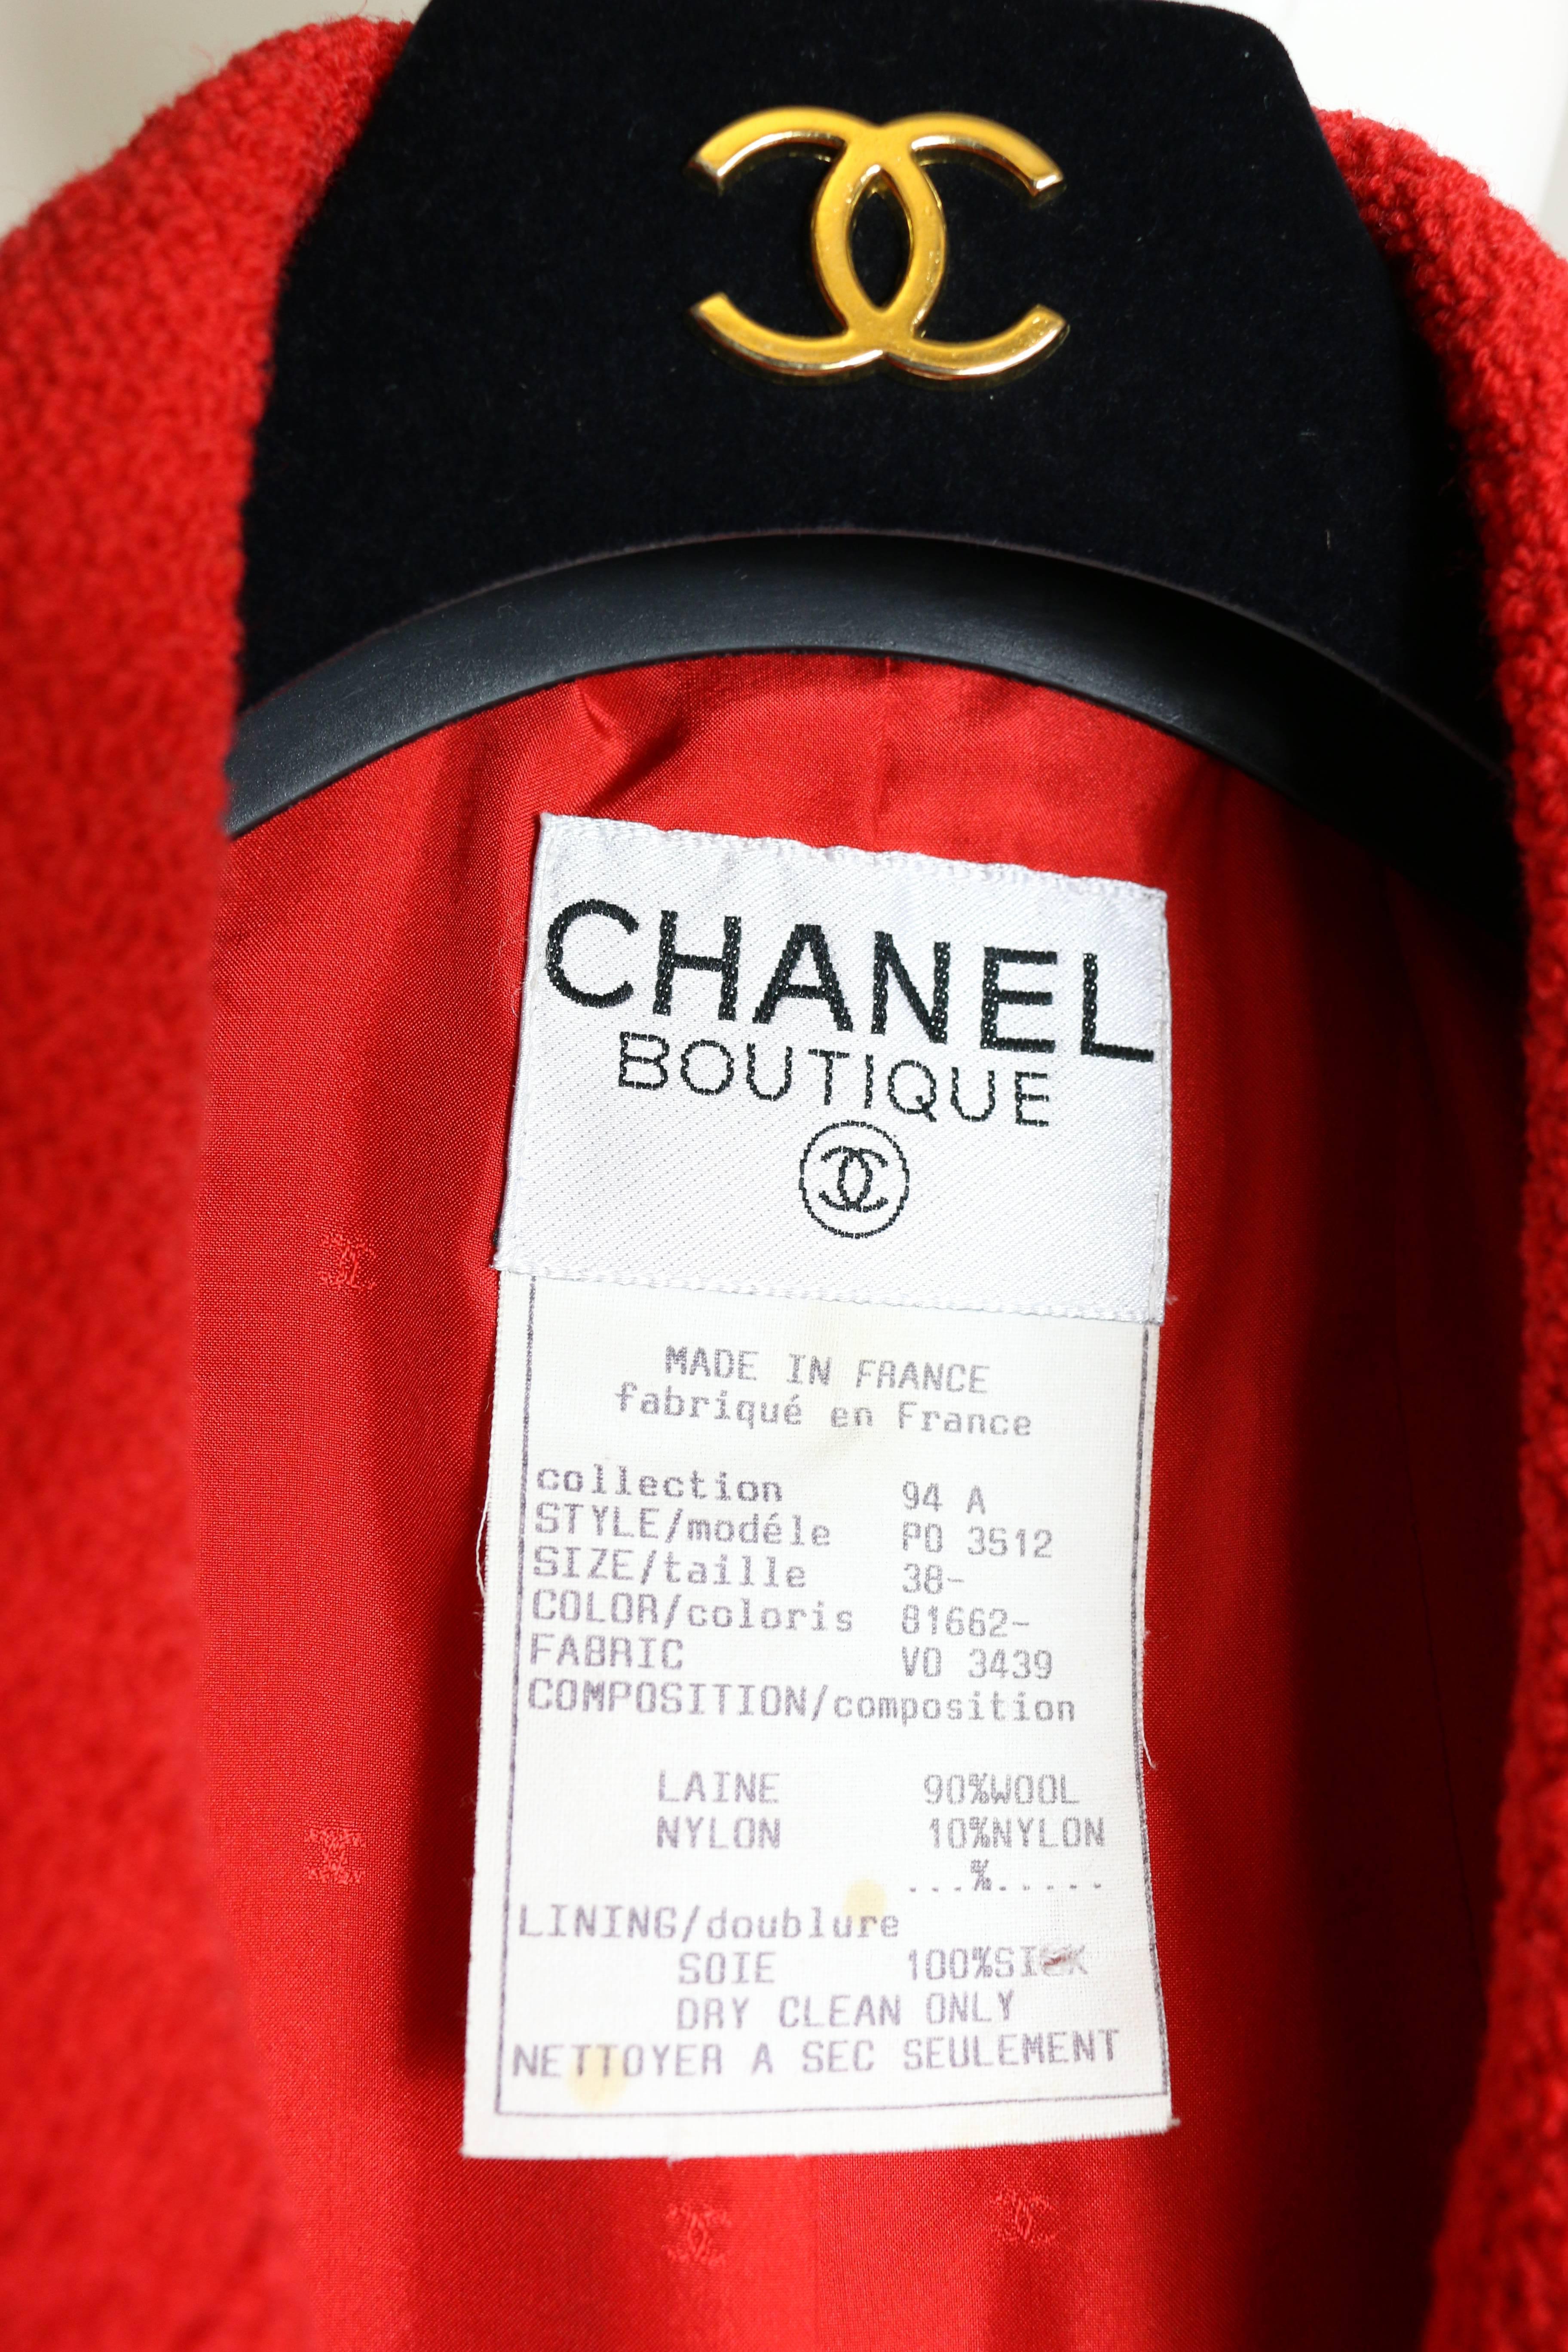 CHANEL
BOUTIQUE
MADE IN FRANCE
fabriqué en France
collection 94 A
STYLE/modéle PO 3512
SIZE/taille 38-
COLOR/coloris 81662-
FABRIC VO 3439
COMPOSITION/composition
LAINE 90%WOOL
NYLON 10%NYLON
...%.....
LINING/doublure
SOIE 100%SILK
DRY CLEAN ONLY
NETTOYER A SEC SEULEMENT